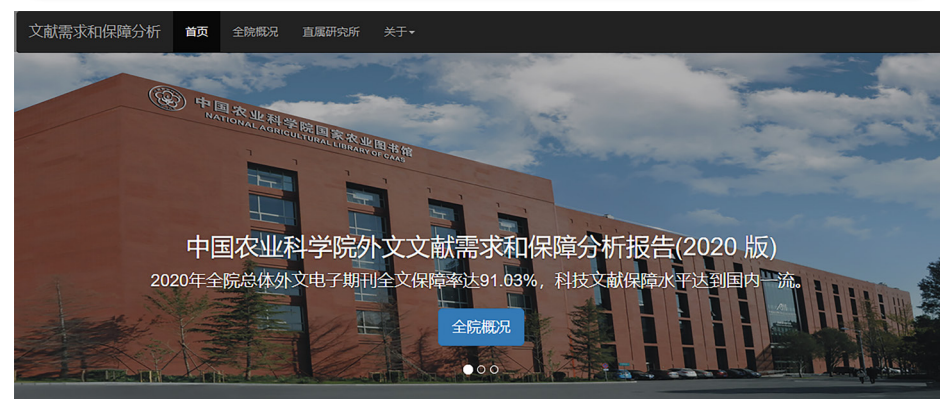 文献需求和保障分析 首页 全院概况 直属研究所 关于
中国农业科学院国家农业图书馆
NATIONAL AGRICULTURAL LIBRARY OF CAAS
中国农业科学院外文文献需求和保障分析报告(2020 版)
2020年全院总体外文电子期刊全文保障率达91.03%，科技文献保障水平达到国内一流。
全院概况